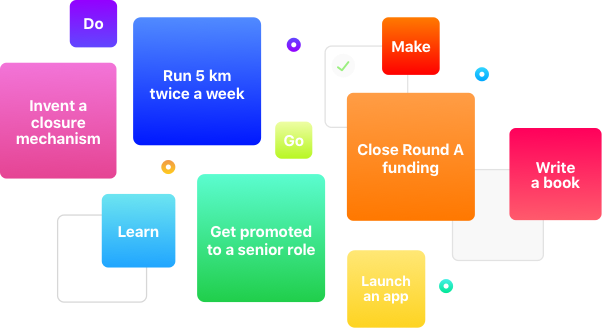 Do
Run 5 km
twice a week
Make
Invent a
closure
mechanism
Go
Close Round A
funding
Write
a book
Learn
Get promoted
to a senior role
Launch
an app